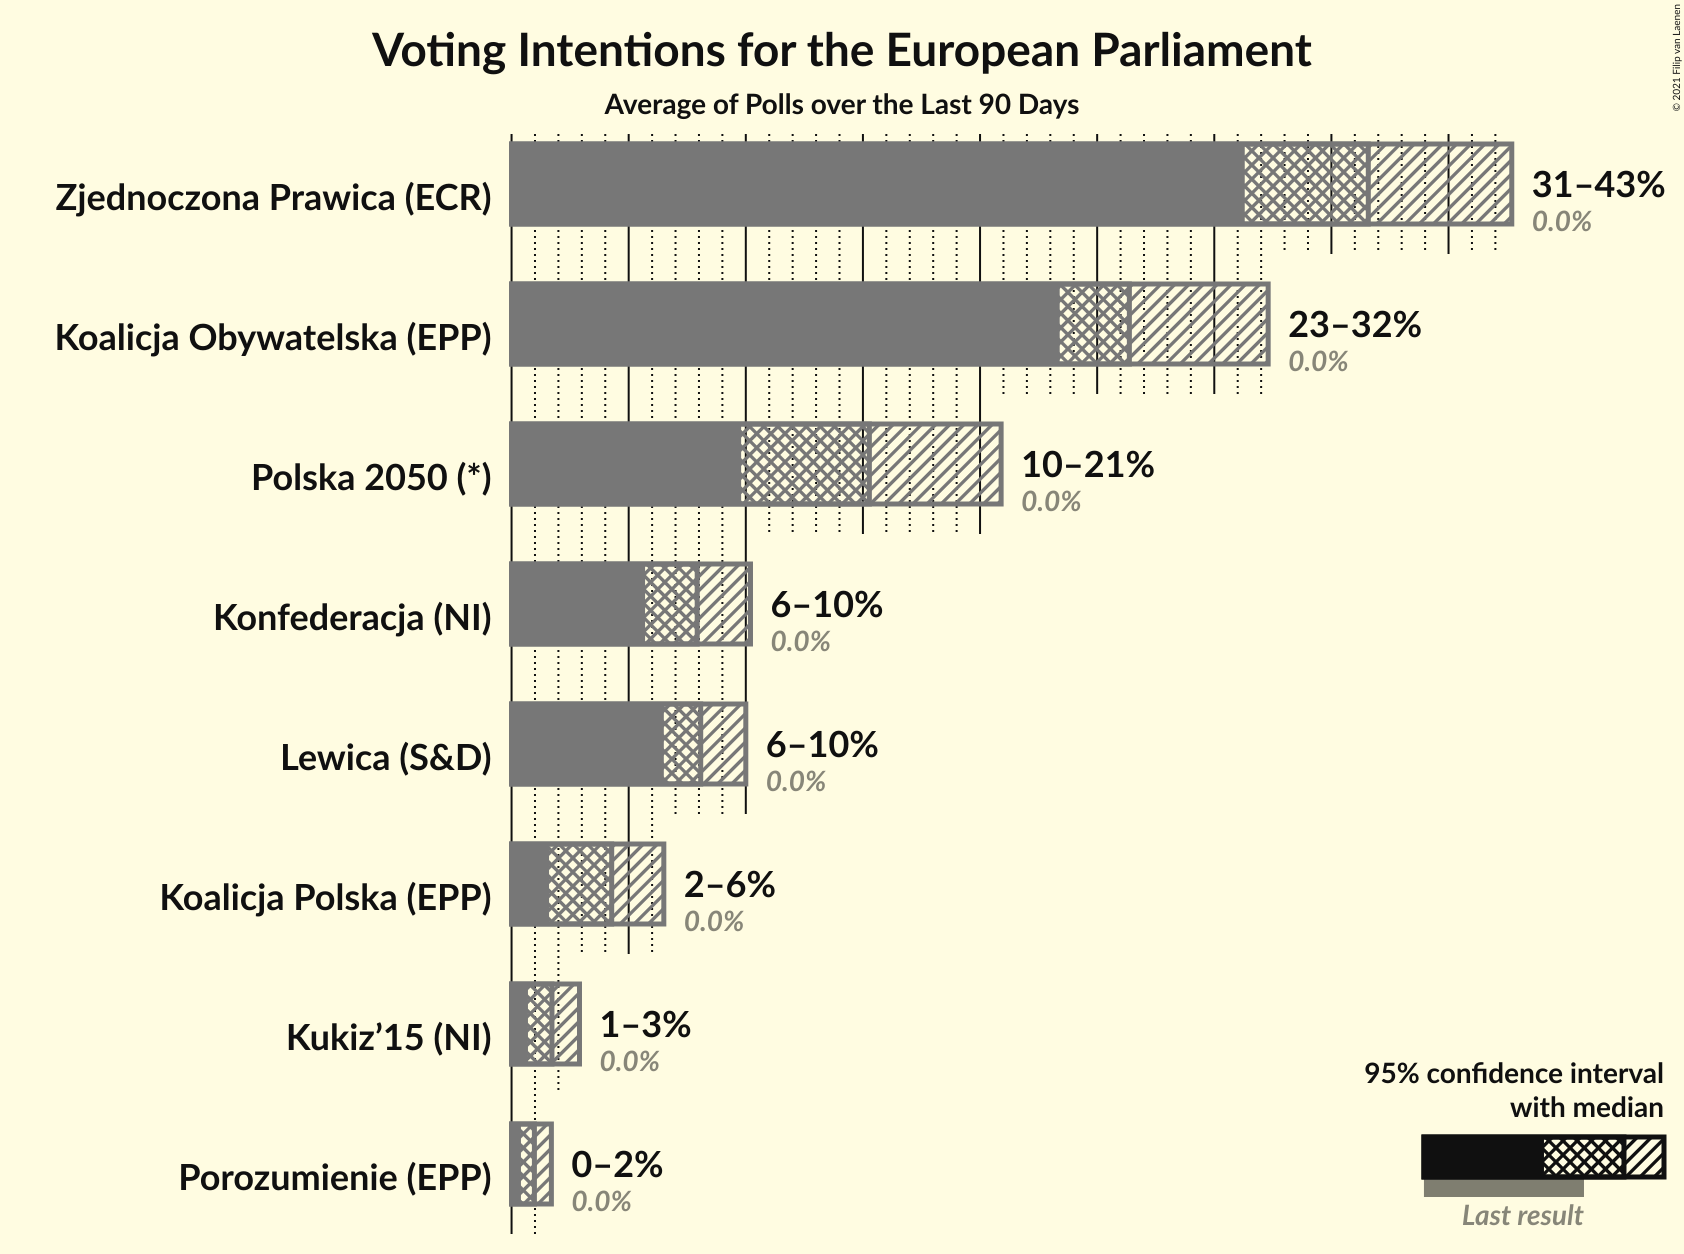 Voting Intentions for the European Parliament
Average of Polls over the Last 90 Days
© 2021 Filip van Laenen
Zjednoczona Prawica (ECR)
31–43%
0.0%
Koalicja Obywatelska (EPP)
23–32%
0.0%
Polska 2050 (*)
10–21%
0.0%
Konfederacja (NI)
6–10%
0.0%
Lewica (S&D)
6–10%
0.0%
Koalicja Polska (EPP)
2–6%
0.0%
Kukiz’15 (NI)
1–3%
0.0%
Porozumienie (EPP)
0–2%
0.0%
95% confidence interval
with median
Last result